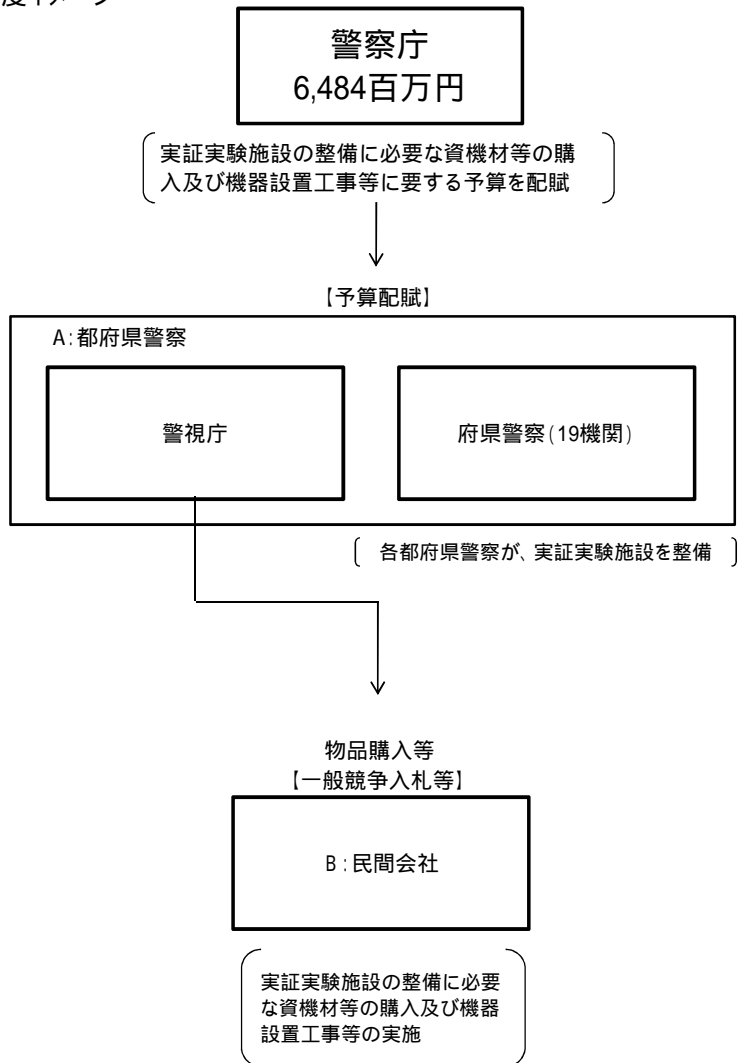 度イメージ
警察庁
6,484百万円
実証実験施設の整備に必要な資機材等の購
入及び機器設置工事等に要する予算を配賦
【予算配賦】
A：都府県警察
警視庁
府県警察（19機関）
各都府県警察が、実証実験施設を整備
物品購入等
【一般競争入札等】
B：民間会社
実証実験施設の整備に必要
な資機材等の購入及び機器
設置工事等の実施